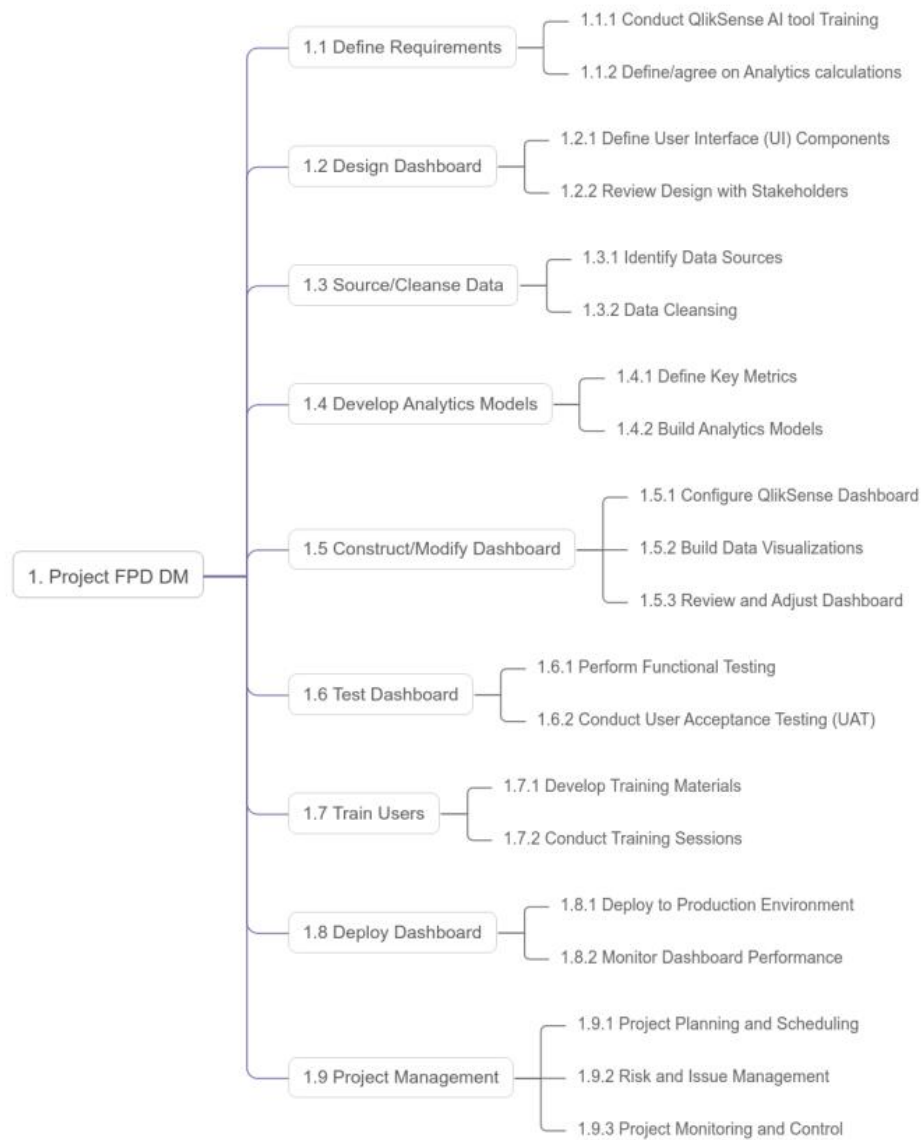 1. Project FPD DM
1.1 Define Requirements
1.1.1 Conduct QlikSense AI tool Training
1.1.2 Define/agree on Analytics calculations
1.2 Design Dashboard
1.2.1 Define User Interface (UI) Components
1.2.2 Review Design with Stakeholders
1.3 Source/Cleanse Data
1.3.1 Identify Data Sources
1.3.2 Data Cleansing
1.4 Develop Analytics Models
1.4.1 Define Key Metrics
1.4.2 Build Analytics Models
1.5 Construct/Modify Dashboard
1.5.1 Configure QlikSense Dashboard
1.5.2 Build Data Visualizations
1.5.3 Review and Adjust Dashboard
1.6 Test Dashboard
1.6.1 Perform Functional Testing
1.6.2 Conduct User Acceptance Testing (UAT)
1.7 Train Users
1.7.1 Develop Training Materials
1.7.2 Conduct Training Sessions
1.8 Deploy Dashboard
1.8.1 Deploy to Production Environment
1.8.2 Monitor Dashboard Performance
1.9 Project Management
1.9.1 Project Planning and Scheduling
1.9.2 Risk and Issue Management
1.9.3 Project Monitoring and Control